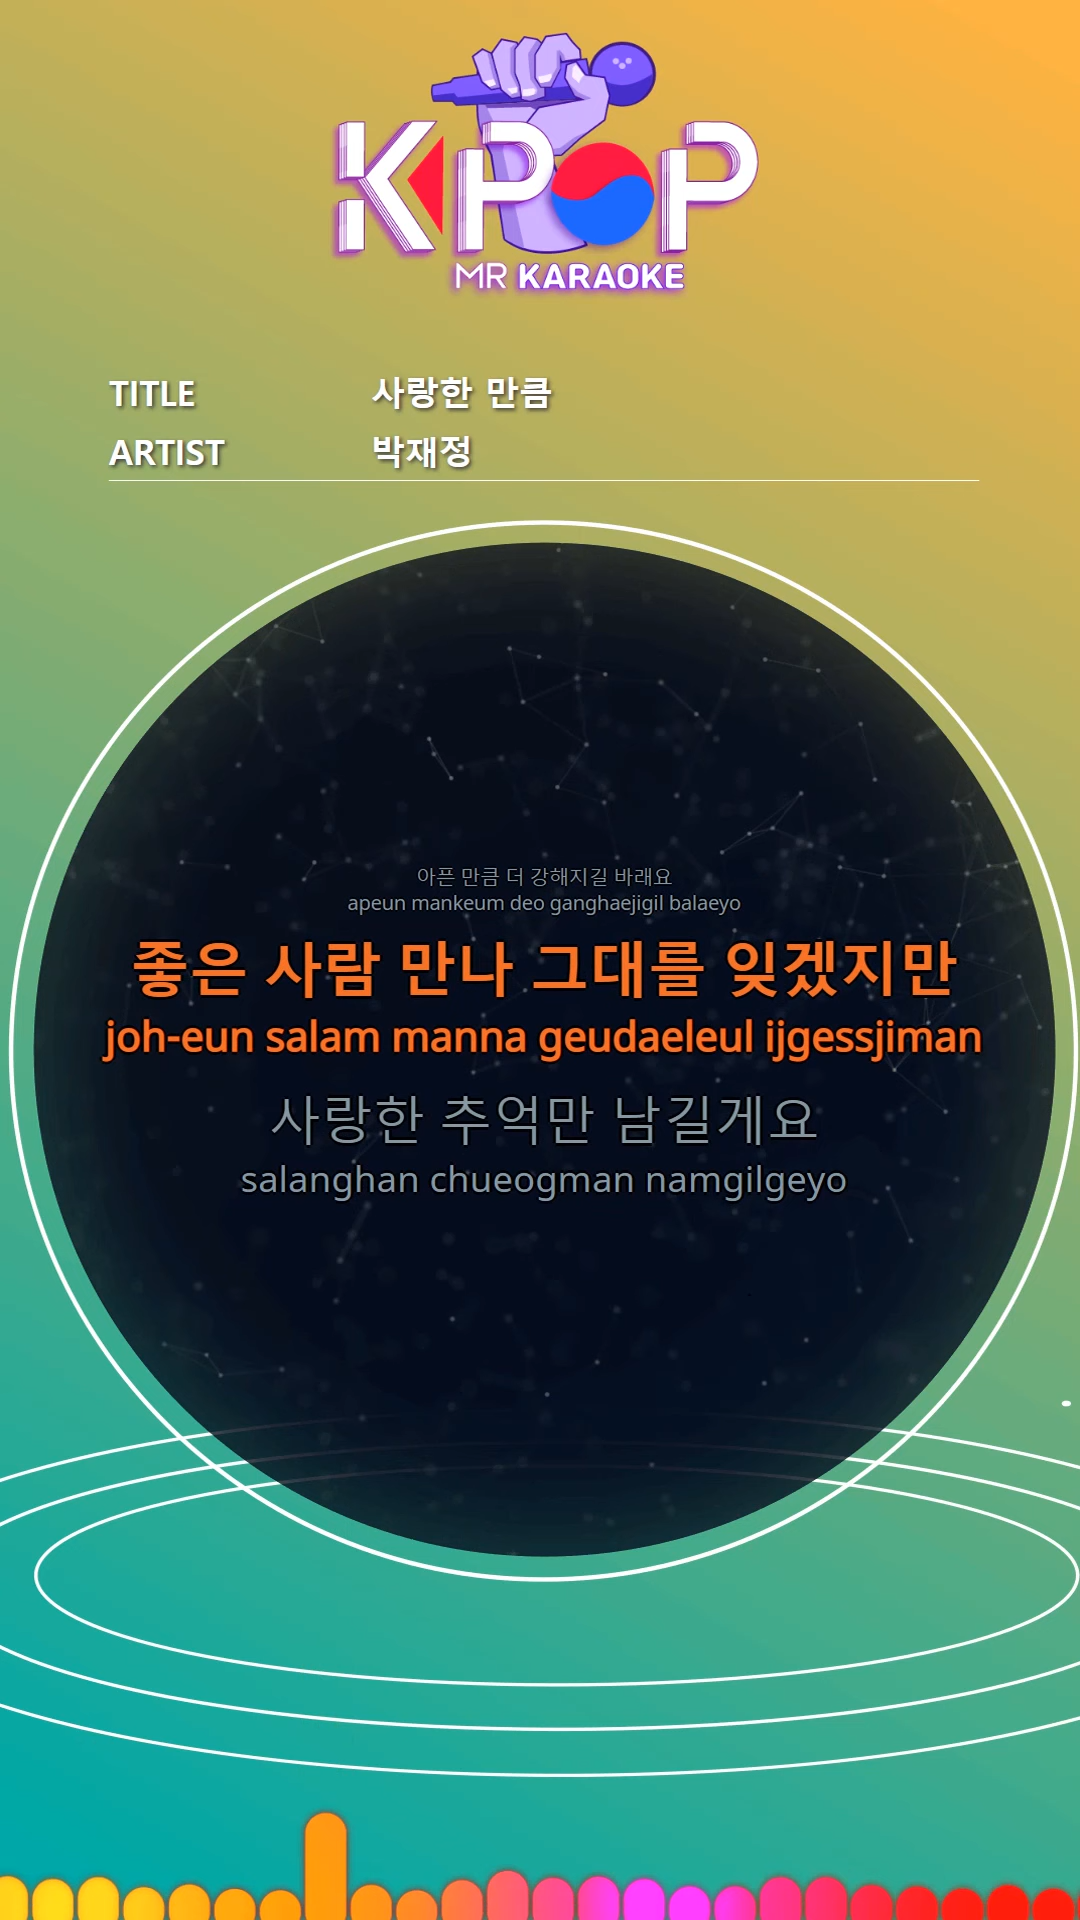 KPOP
MR KARAOKE
TITLE 사랑한 만큼
ARTIST 박재정
아픈 만큼 더 강해지길 바래요
apeun mankeum deo ganghaejigil balaeyo
좋은 사람 만나 그대를 잊겠지만
joh-eun salam manna geudaeleul ijgessjiman
사랑한 추억만 남길게요
salanghan chueogman namgilgeyo